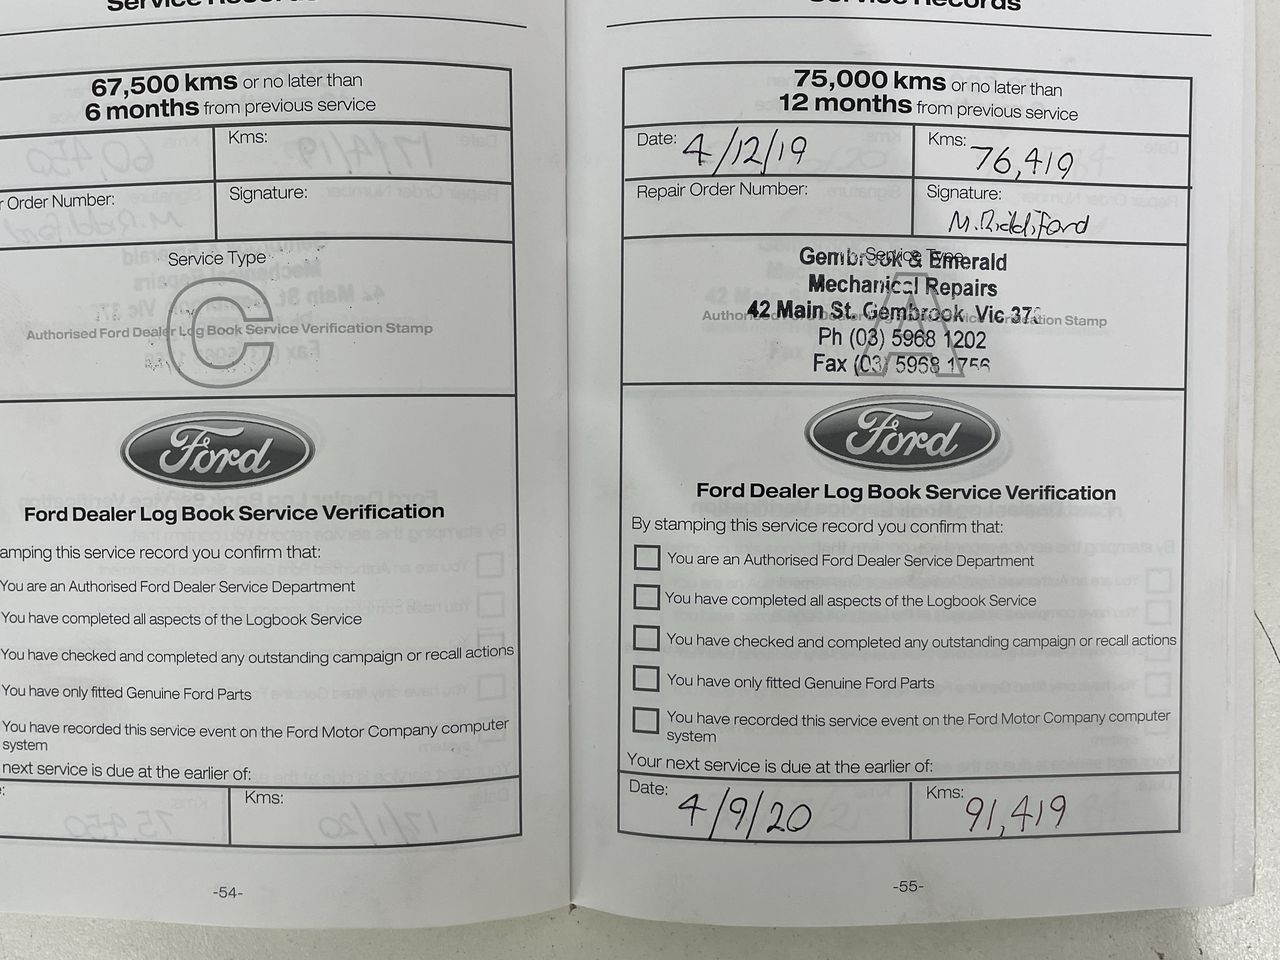 67,500 kms or no later than
6 months from previous service
Kms:
Order Number:
Signature:
Service Type
C
Authorised Ford Dealer Log Book Service Verification Stamp
Ford
Ford Dealer Log Book Service Verification
amping this service record you confirm that:
You are an Authorised Ford Dealer Service Department
You have completed all aspects of the Logbook Service
You have checked and completed any outstanding campaign or recall actions
You have only fitted Genuine Ford Parts
You have recorded this service event on the Ford Motor Company computer
system
next service is due at the earlier of:
Kms:
-54-
Service Records
75,000 kms or no later than
12 months from previous service
Date: 4/12/19
Kms: 76,419
Repair Order Number:
Signature:
M.Riddiford
Service Type
Gembrook & Emerald
Mechanical Repairs
42 Main St. Gembrook, Vic
Ph (03) 5968 1202
Fax (03) 5968 1756
A
Ford
Ford Dealer Log Book Service Verification
By stamping this service record you confirm that:
You are an Authorised Ford Dealer Service Department
You have completed all aspects of the Logbook Service
You have checked and completed any outstanding campaign or recall actions
You have only fitted Genuine Ford Parts
You have recorded this service event on the Ford Motor Company computer
system
Your next service is due at the earlier of:
Date: 4/9/20
Kms: 91,419
-55-